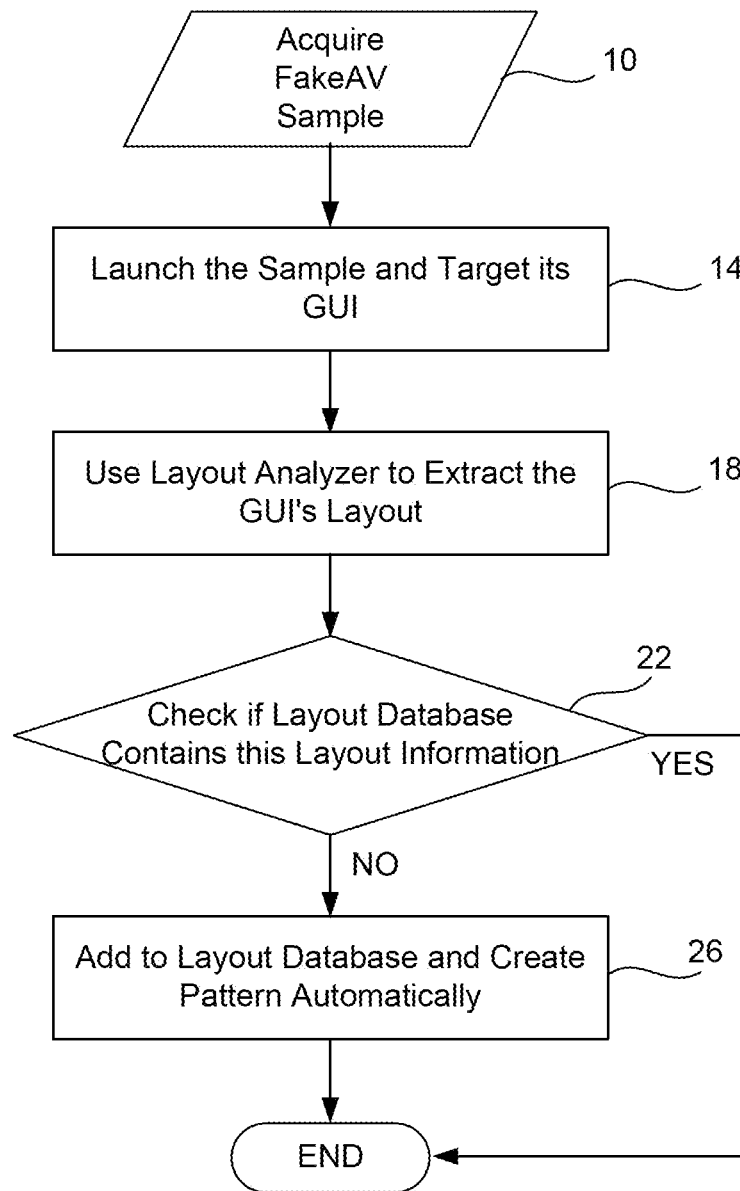 Acquire
FakeAV
Sample
10
Launch the Sample and Target its
GUI
14
Use Layout Analyzer to Extract the
GUI's Layout
18
22
Check if Layout Database
Contains this Layout Information
YES
NO
Add to Layout Database and Create
Pattern Automatically
26
END